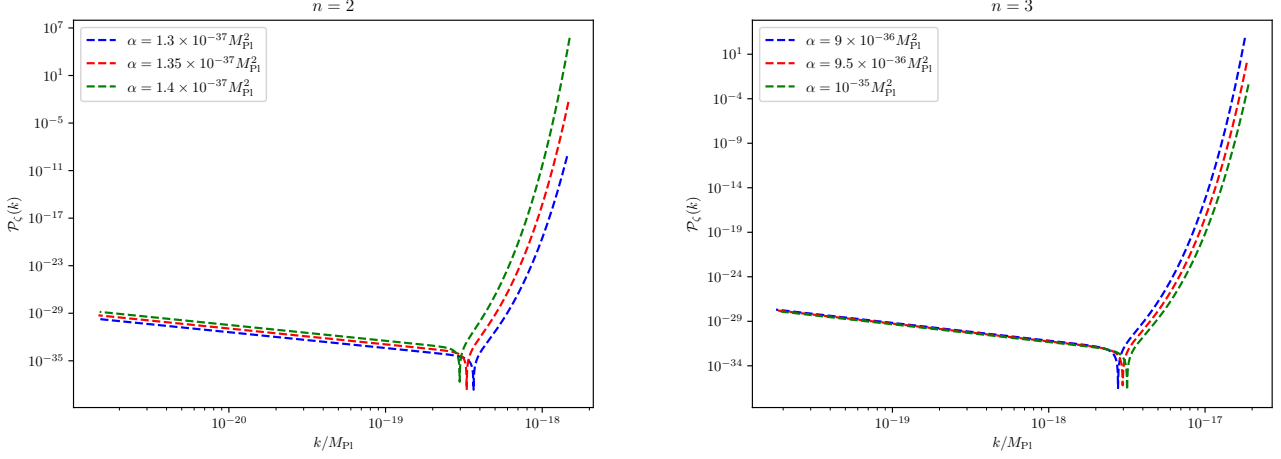 n = 2
10^7
10^1
10^-5
10^-11
10^-17
10^-23
10^-29
10^-35
P_ζ(k)
α = 1.3 × 10^-37 M_Pl^2
α = 1.35 × 10^-37 M_Pl^2
α = 1.4 × 10^-37 M_Pl^2
10^-20
10^-19
10^-18
k/M_Pl
n = 3
10^1
10^-4
10^-9
10^-14
10^-19
10^-24
10^-29
10^-34
P_ζ(k)
α = 9 × 10^-36 M_Pl^2
α = 9.5 × 10^-36 M_Pl^2
α = 10^-35 M_Pl^2
10^-19
10^-18
10^-17
k/M_Pl